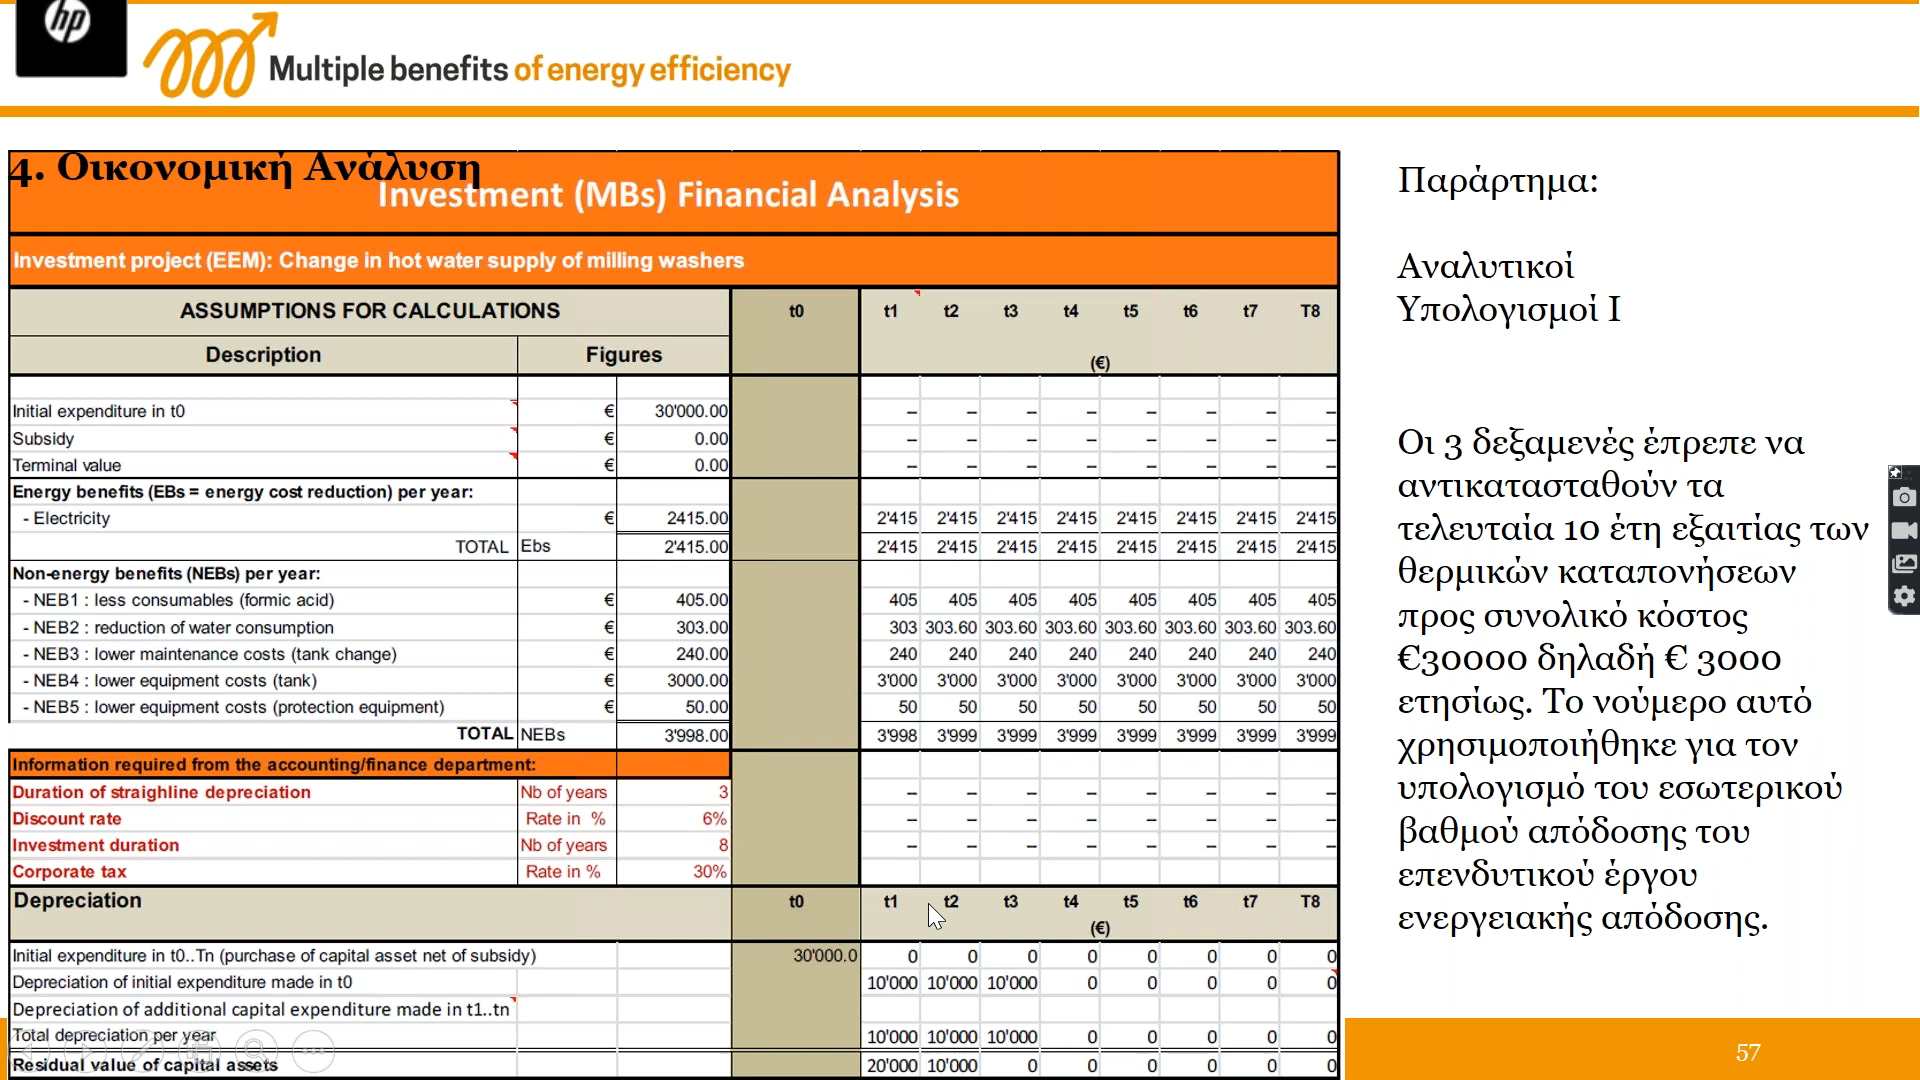 hp
Multiple benefits of energy efficiency
4. Οικονομική Ανάλυση
Investment (MBs) Financial Analysis
Investment project (EEM): Change in hot water supply of milling washers
ASSUMPTIONS FOR CALCULATIONS t0 t1 t2 t3 t4 t5 t6 t7 T8
Description Figures (€)
Initial expenditure in t0 € 30'000.00 – – – – – – – –
Subsidy € 0.00 – – – – – – – –
Terminal value € 0.00 – – – – – – – –
Energy benefits (EBs = energy cost reduction) per year:
- Electricity € 2415.00 2'415 2'415 2'415 2'415 2'415 2'415 2'415 2'415
TOTAL Ebs 2'415.00 2'415 2'415 2'415 2'415 2'415 2'415 2'415 2'415
Non-energy benefits (NEBs) per year:
- NEB1 : less consumables (formic acid) € 405.00 405 405 405 405 405 405 405 405
- NEB2 : reduction of water consumption € 303.00 303 303.60 303.60 303.60 303.60 303.60 303.60 303.60
- NEB3 : lower maintenance costs (tank change) € 240.00 240 240 240 240 240 240 240 240
- NEB4 : lower equipment costs (tank) € 3000.00 3'000 3'000 3'000 3'000 3'000 3'000 3'000 3'000
- NEB5 : lower equipment costs (protection equipment) € 50.00 50 50 50 50 50 50 50 50
TOTAL NEBs 3'998.00 3'998 3'999 3'999 3'999 3'999 3'999 3'999 3'999
Information required from the accounting/finance department:
Duration of straighline depreciation Nb of years 3 – – – – – – – –
Discount rate Rate in % 6% – – – – – – – –
Investment duration Nb of years 8 – – – – – – – –
Corporate tax Rate in % 30%
Depreciation t0 t1 t2 t3 t4 t5 t6 t7 T8
(€)
Initial expenditure in t0..Tn (purchase of capital asset net of subsidy) 30'000.0 0 0 0 0 0 0 0 0
Depreciation of initial expenditure made in t0 10'000 10'000 10'000 0 0 0 0 0
Depreciation of additional capital expenditure made in t1..tn
Total depreciation per year 10'000 10'000 10'000 0 0 0 0 0
Residual value of capital assets 20'000 10'000 0 0 0 0 0 0
Παράρτημα:
Αναλυτικοί
Υπολογισμοί Ι
Οι 3 δεξαμενές έπρεπε να
αντικατασταθούν τα
τελευταία 10 έτη εξαιτίας των
θερμικών καταπονήσεων
προς συνολικό κόστος
€30000 δηλαδή € 3000
ετησίως. Το νούμερο αυτό
χρησιμοποιήθηκε για τον
υπολογισμό του εσωτερικού
βαθμού απόδοσης του
επενδυτικού έργου
ενεργειακής απόδοσης.
57